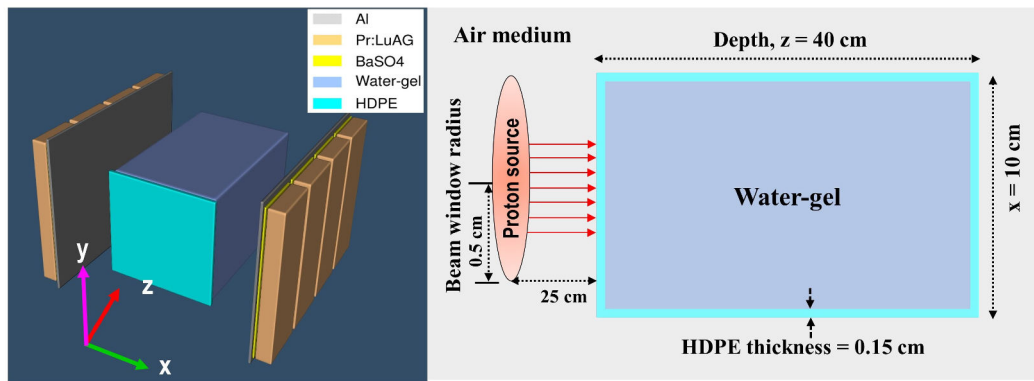 Al
Pr:LuAG
BaSO4
Water-gel
HDPE
y
z
x
Air medium
Depth, z = 40 cm
Beam window radius
0.5 cm
Proton source
25 cm
Water-gel
x = 10 cm
HDPE thickness = 0.15 cm